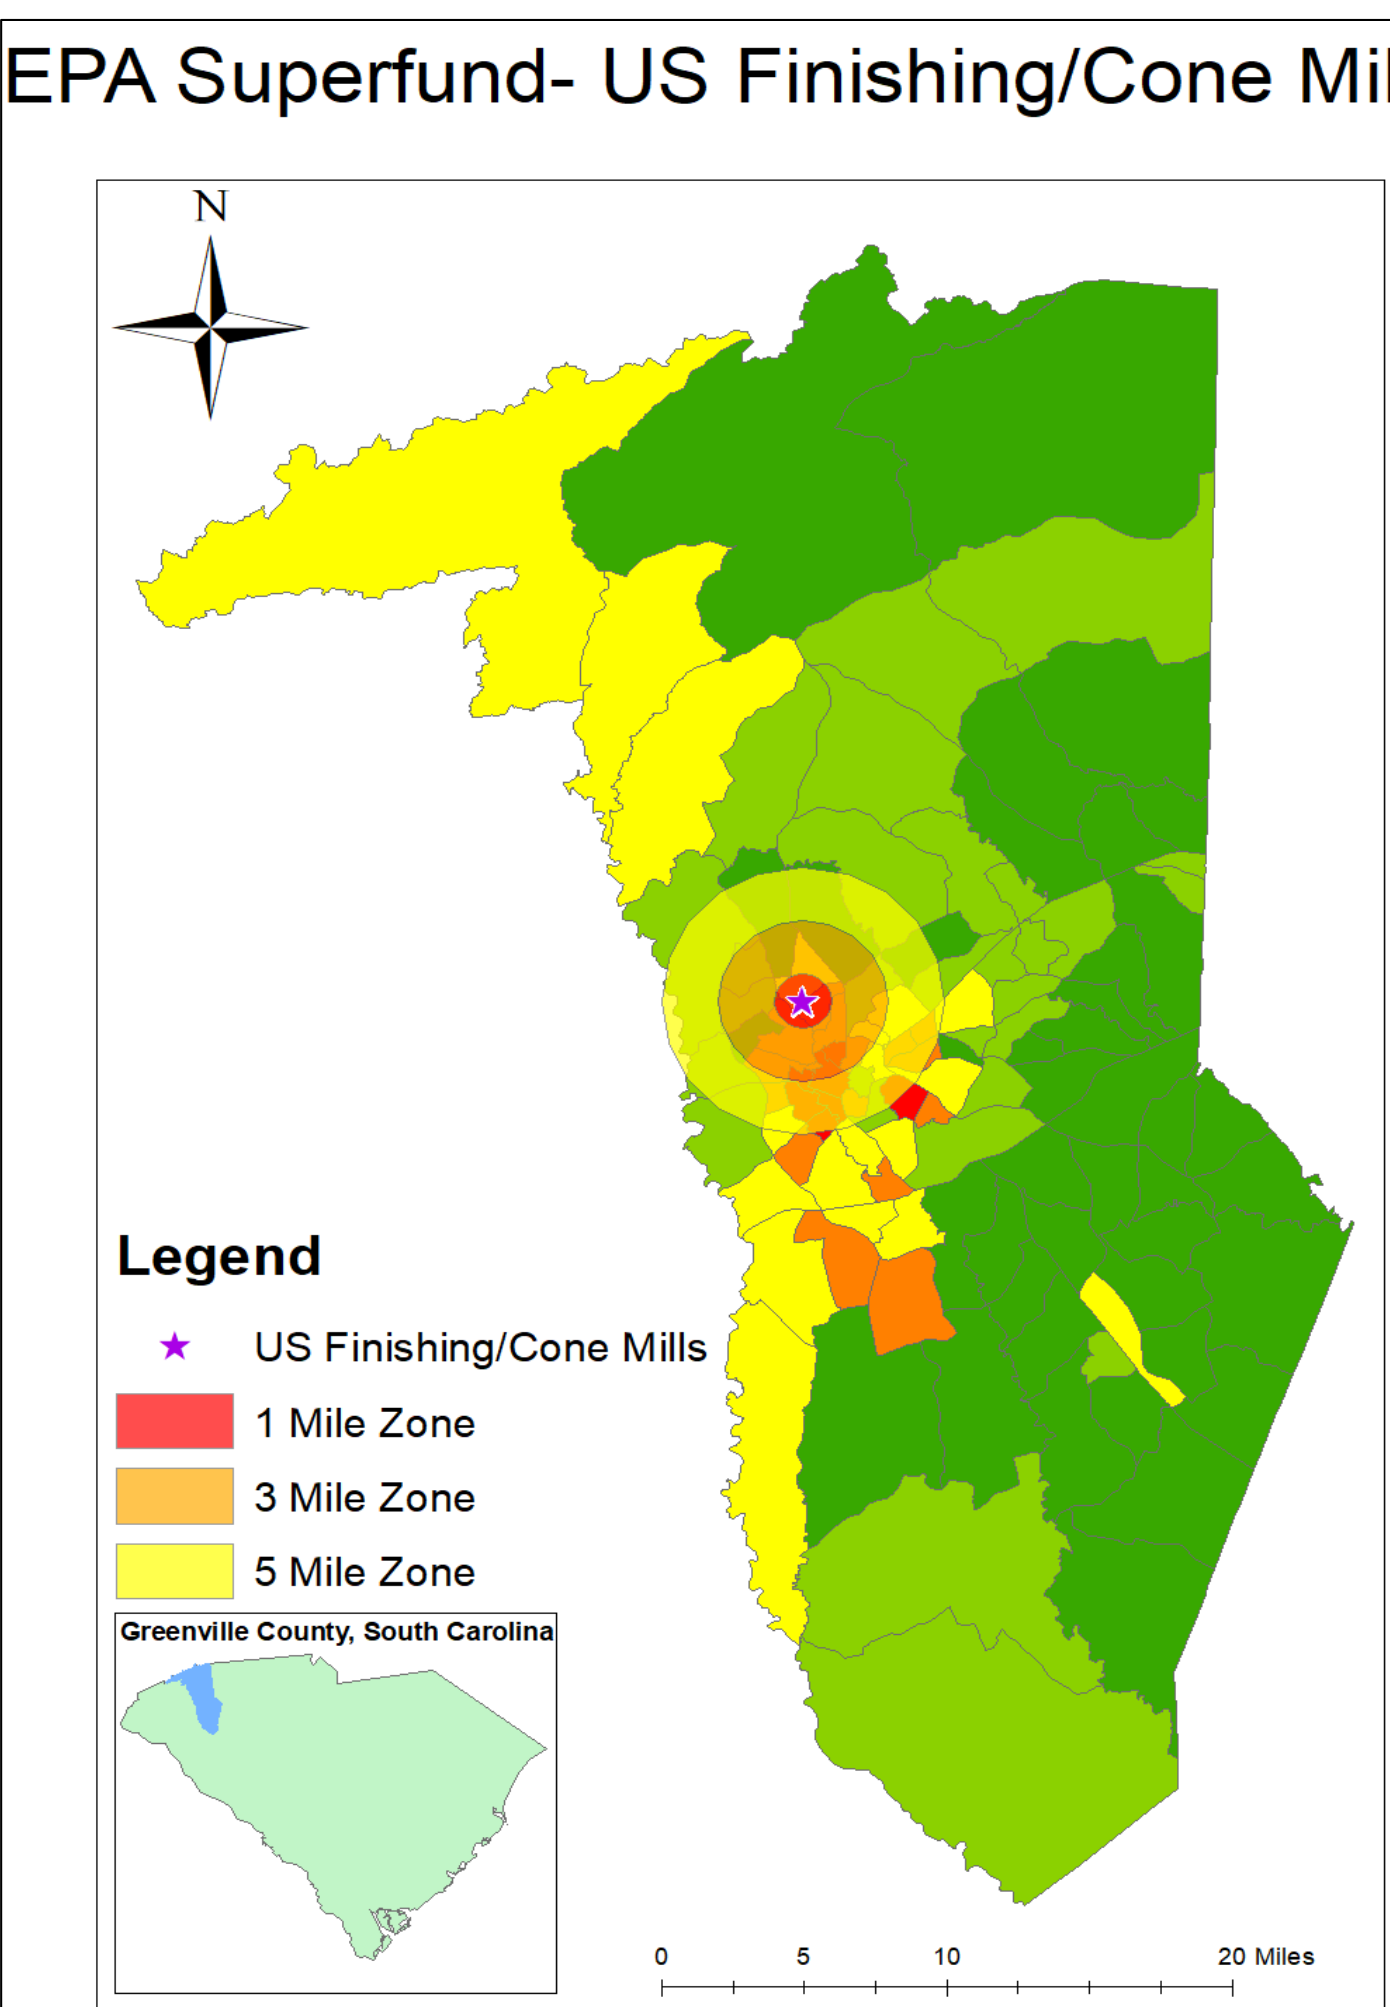 EPA Superfund- US Finishing/Cone Mil
N
Legend
US Finishing/Cone Mills
1 Mile Zone
3 Mile Zone
5 Mile Zone
Greenville County, South Carolina
0 5 10 20 Miles